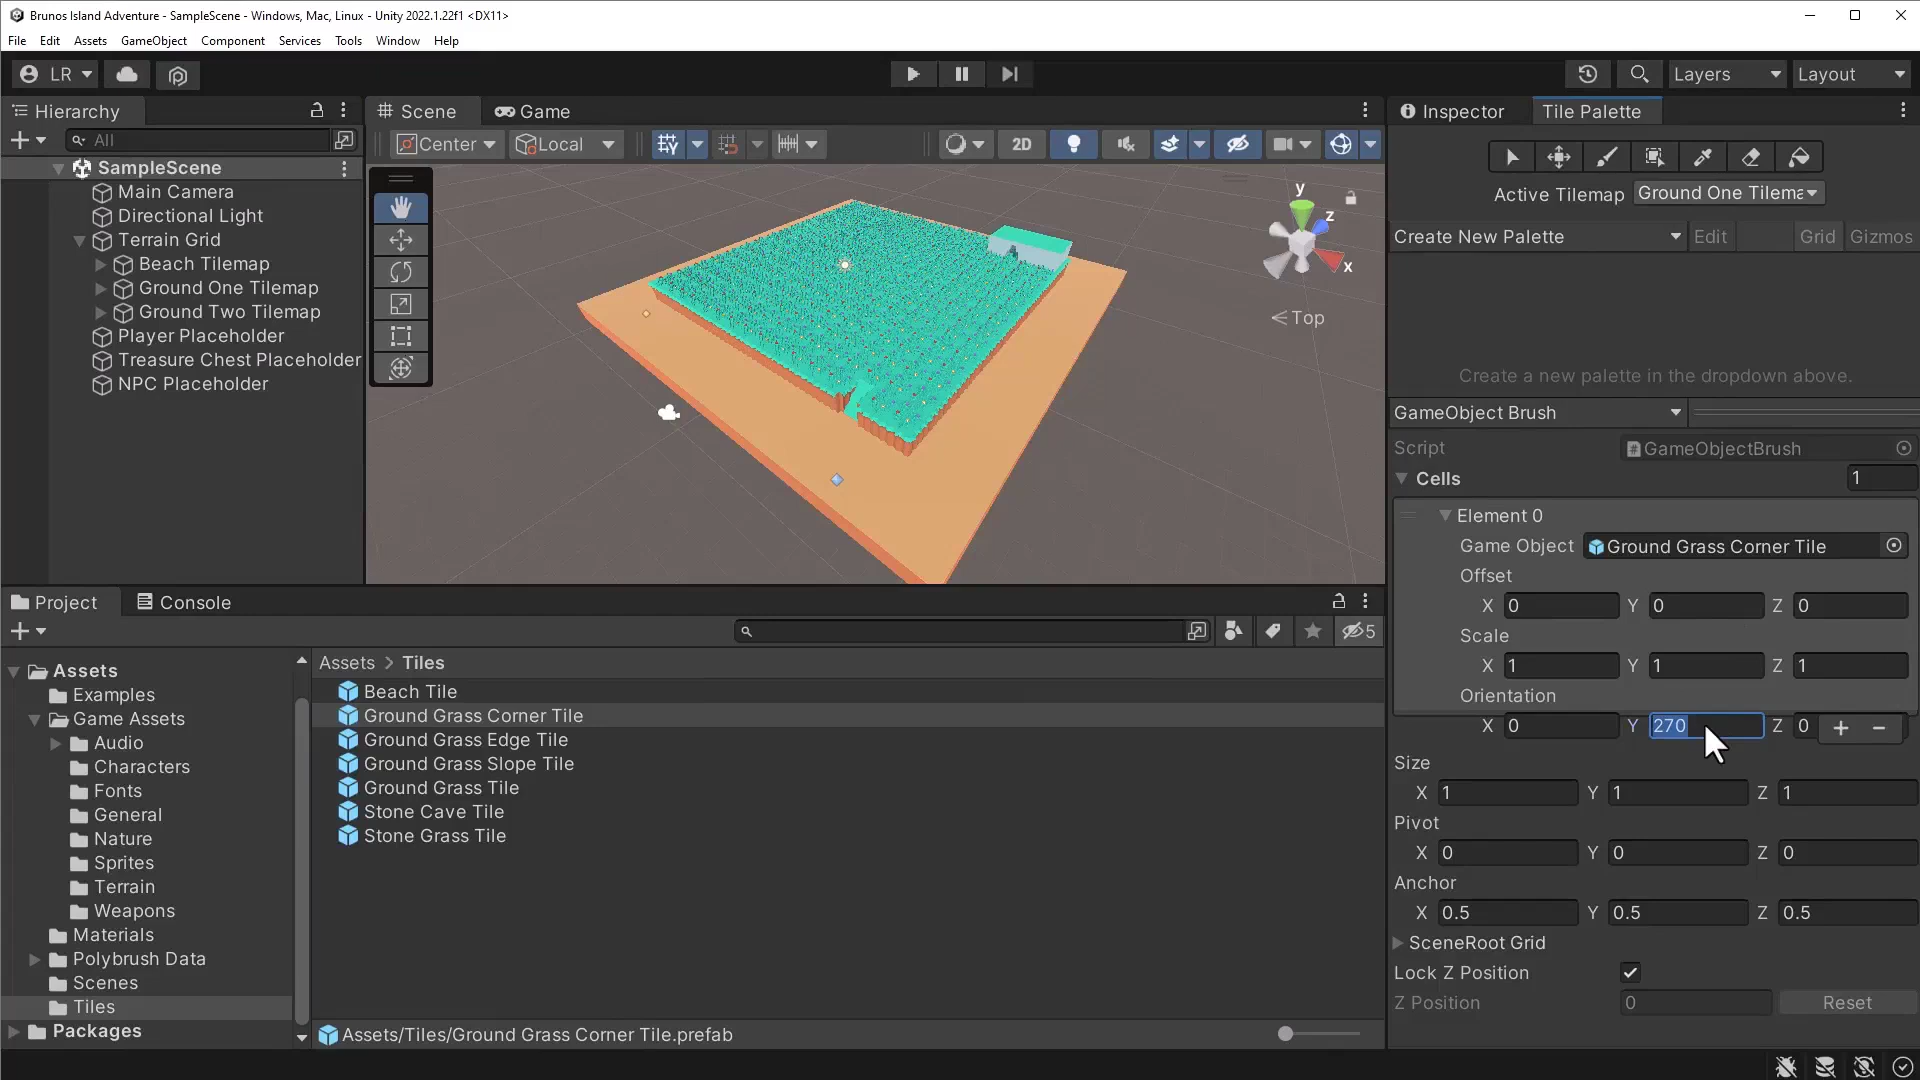 Brunos Island Adventure - SampleScene - Windows, Mac, Linux - Unity 2022.1.22f1 <DX11>
File Edit Assets GameObject Component Services Tools Window Help
LR Layers Layout
Hierarchy
All
SampleScene
Main Camera
Directional Light
Terrain Grid
Beach Tilemap
Ground One Tilemap
Ground Two Tilemap
Player Placeholder
Treasure Chest Placeholder
NPC Placeholder
Scene Game
Center Local 2D
y
z
x
Top
Inspector Tile Palette
Active Tilemap Ground One Tilema
Create New Palette Edit Grid Gizmos
Create a new palette in the dropdown above.
GameObject Brush
Script GameObjectBrush
Cells 1
Element 0
Game Object Ground Grass Corner Tile
Offset
X 0 Y 0 Z 0
Scale
X 1 Y 1 Z 1
Orientation
X 0 Y 270 Z 0 + -
Size
X 1 Y 1 Z 1
Pivot
X 0 Y 0 Z 0
Anchor
X 0.5 Y 0.5 Z 0.5
SceneRoot Grid
Lock Z Position
Z Position 0 Reset
Project Console
5
Assets
Examples
Game Assets
Audio
Characters
Fonts
General
Nature
Sprites
Terrain
Weapons
Materials
Polybrush Data
Scenes
Tiles
Packages
Assets > Tiles
Beach Tile
Ground Grass Corner Tile
Ground Grass Edge Tile
Ground Grass Slope Tile
Ground Grass Tile
Stone Cave Tile
Stone Grass Tile
Assets/Tiles/Ground Grass Corner Tile.prefab